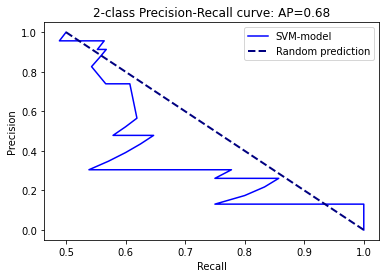 2-class Precision-Recall curve: AP=0.68
SVM-model
Random prediction
Precision
1.0
0.8
0.6
0.4
0.2
0.0
0.5
0.6
0.7
0.8
0.9
1.0
Recall